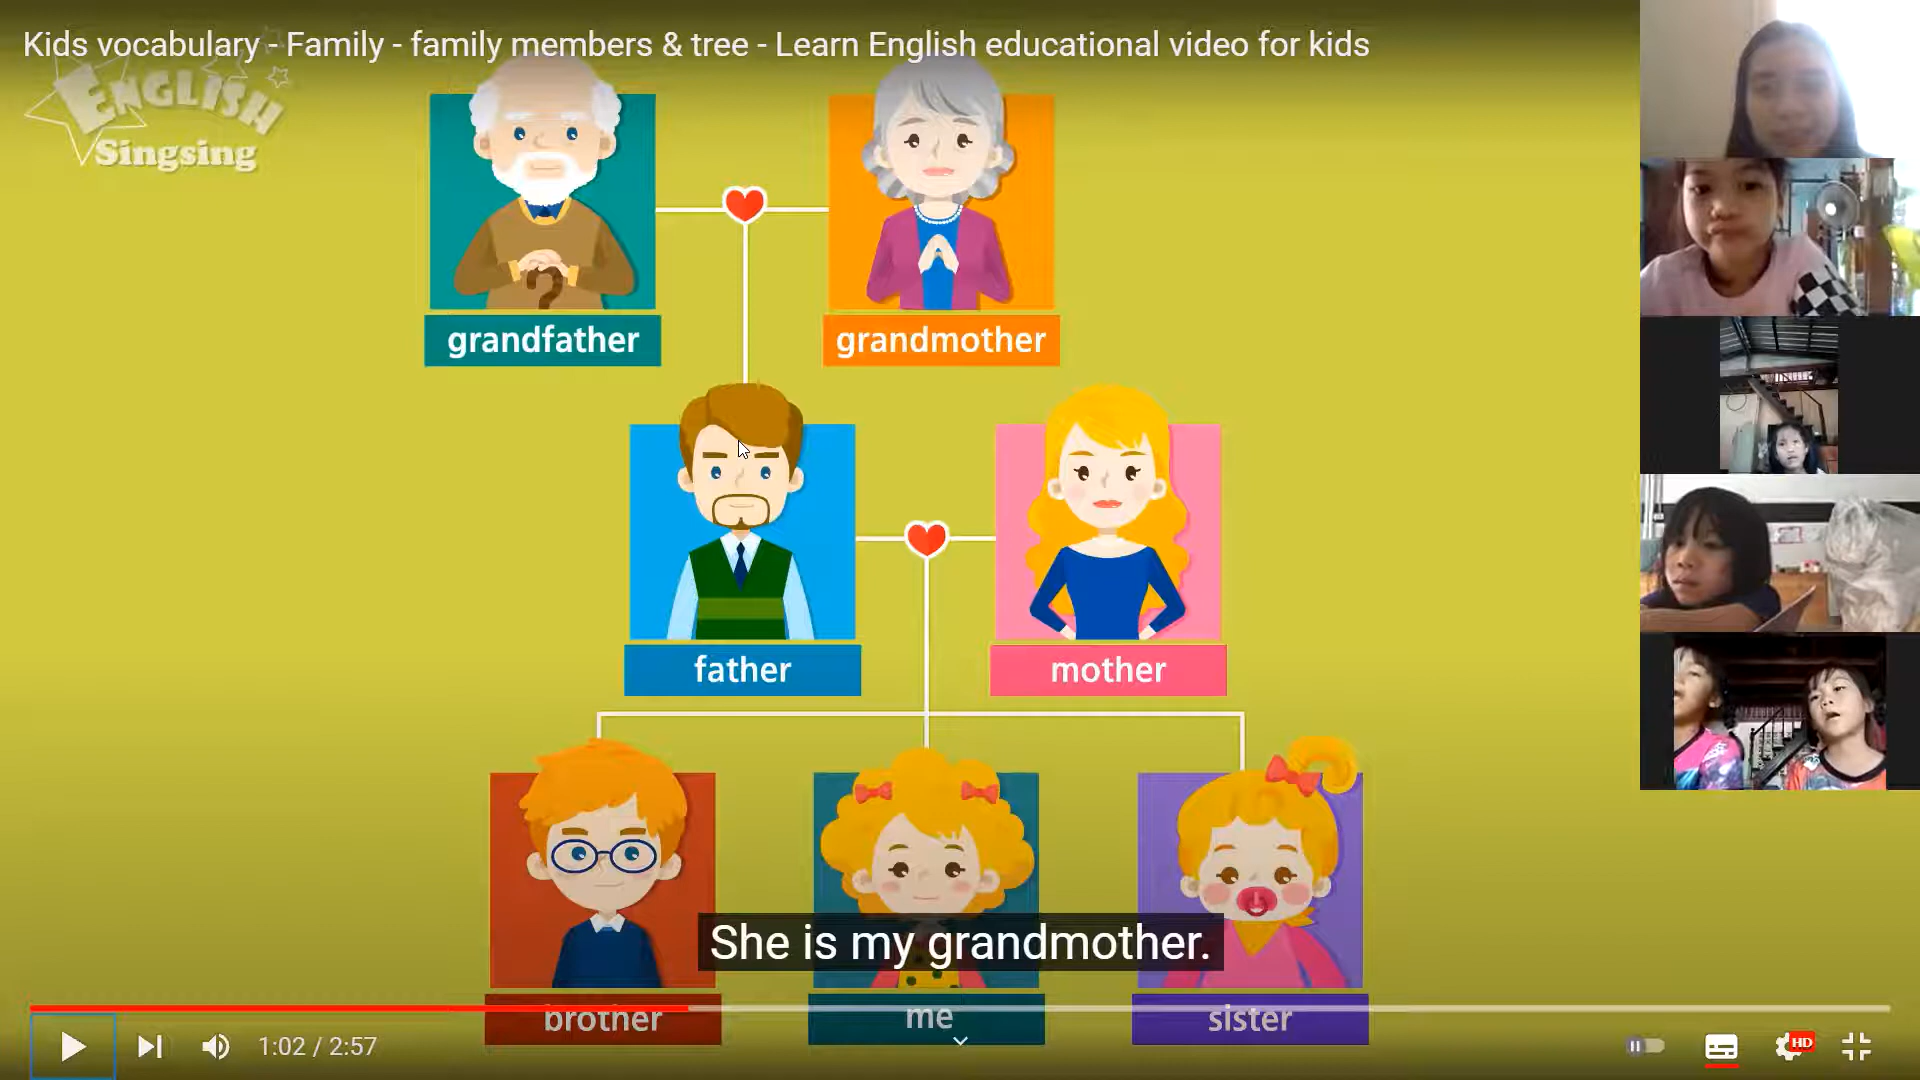 Kids vocabulary - Family - family members & tree - Learn English educational video for kids
ENGLISH
Singsing
grandfather
grandmother
father
mother
She is my grandmother.
brother
me
sister
1:02 / 2:57
HD